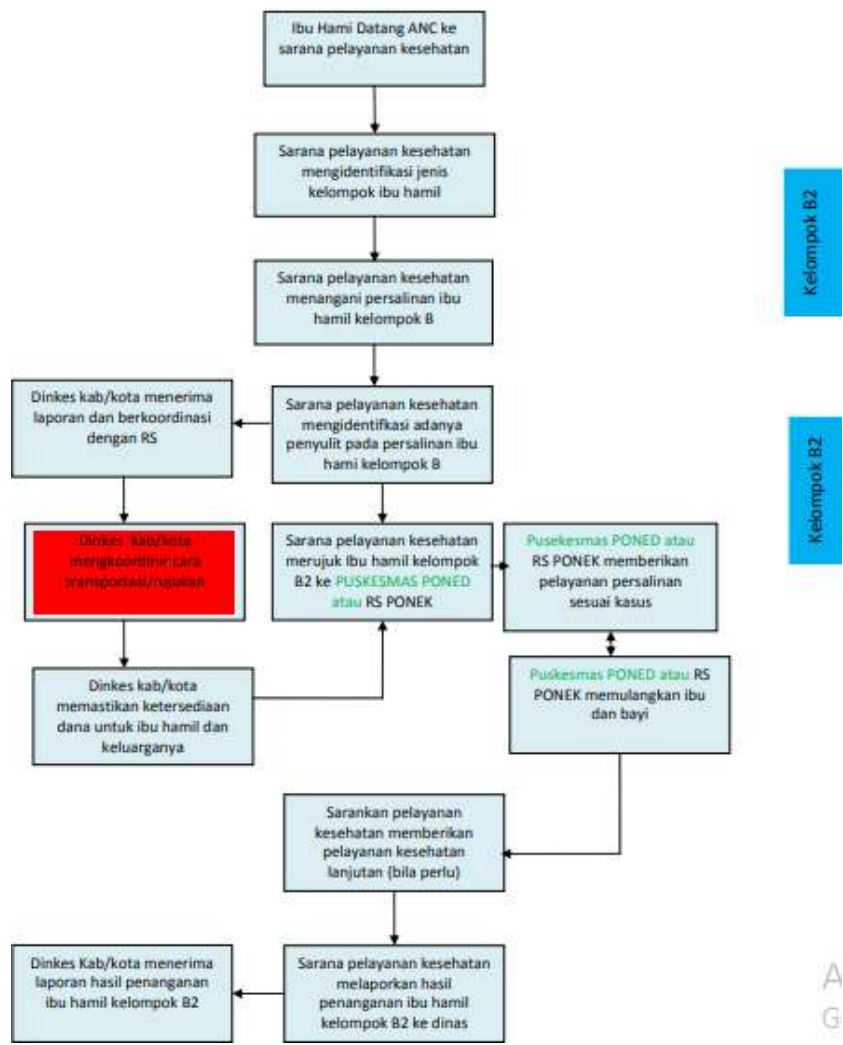 Ibu Hami Datang ANC ke
sarana pelayanan kesehatan
Sarana pelayanan kesehatan
mengidentifikasi jenis
kelompok ibu hamil
Sarana pelayanan kesehatan
menangani persalinan ibu
hamil kelompok B
Dinkes kab/kota menerima
laporan dan berkoordinasi
dengan RS
Sarana pelayanan kesehatan
mengidentifkasi adanya
penyulit pada persalinan ibu
hami kelompok B
Dinkes kab/kota
mengkoordinir cara
transportasi/rujukan
Sarana pelayanan kesehatan
merujuk Ibu hamil kelompok
B2 ke PUSKESMAS PONED
atau RS PONEK
Pusekesmas PONED atau
RS PONEK memberikan
pelayanan persalinan
sesuai kasus
Dinkes kab/kota
memastikan ketersediaan
dana untuk ibu hamil dan
keluarganya
Puskesmas PONED atau RS
PONEK memulangkan ibu
dan bayi
Sarankan pelayanan
kesehatan memberikan
pelayanan kesehatan
lanjutan (bila perlu)
Dinkes Kab/kota menerima
laporan hasil penanganan
ibu hamil kelompok B2
Sarana pelayanan kesehatan
melaporkan hasil
penanganan ibu hamil
kelompok B2 ke dinas
Kelompok B2
Kelompok B2
A
G